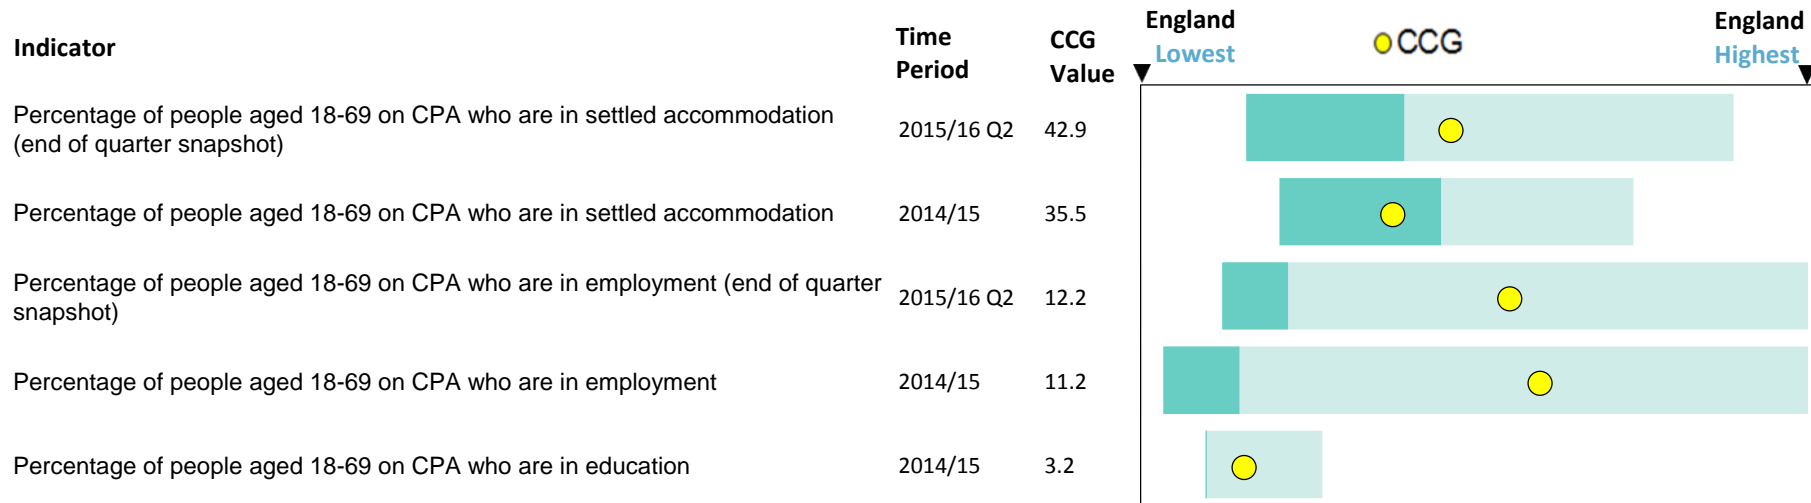 Indicator
Time Period
CCG Value
England Lowest
CCG
England Highest
Percentage of people aged 18-69 on CPA who are in settled accommodation
(end of quarter snapshot)
2015/16 Q2
42.9
Percentage of people aged 18-69 on CPA who are in settled accommodation
2014/15
35.5
Percentage of people aged 18-69 on CPA who are in employment (end of quarter
snapshot)
2015/16 Q2
12.2
Percentage of people aged 18-69 on CPA who are in employment
2014/15
11.2
Percentage of people aged 18-69 on CPA who are in education
2014/15
3.2